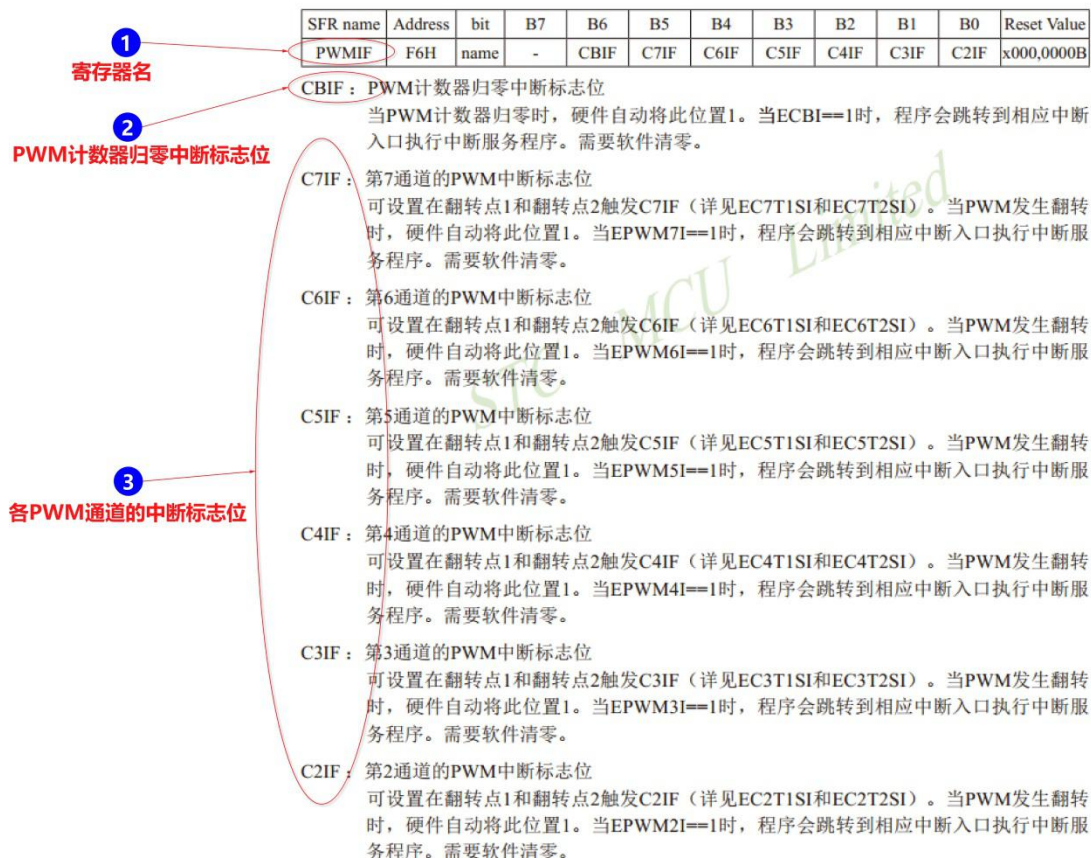 SFR name Address bit B7 B6 B5 B4 B3 B2 B1 B0 Reset Value
PWMIF F6H name - CBIF C7IF C6IF C5IF C4IF C3IF C2IF x000,0000B
1
寄存器名
CBIF：PWM计数器归零中断标志位
当PWM计数器归零时，硬件自动将此位置1。当ECBI==1时，程序会跳转到相应中断
入口执行中断服务程序。需要软件清零。
2
PWM计数器归零中断标志位
C7IF：第7通道的PWM中断标志位
可设置在翻转点1和翻转点2触发C7IF（详见EC7T1SI和EC7T2SI）。当PWM发生翻转
时，硬件自动将此位置1。当EPWM7I==1时，程序会跳转到相应中断入口执行中断服
务程序。需要软件清零。
C6IF：第6通道的PWM中断标志位
可设置在翻转点1和翻转点2触发C6IF（详见EC6T1SI和EC6T2SI）。当PWM发生翻转
时，硬件自动将此位置1。当EPWM6I==1时，程序会跳转到相应中断入口执行中断服
务程序。需要软件清零。
C5IF：第5通道的PWM中断标志位
可设置在翻转点1和翻转点2触发C5IF（详见EC5T1SI和EC5T2SI）。当PWM发生翻转
时，硬件自动将此位置1。当EPWM5I==1时，程序会跳转到相应中断入口执行中断服
务程序。需要软件清零。
3
各PWM通道的中断标志位
C4IF：第4通道的PWM中断标志位
可设置在翻转点1和翻转点2触发C4IF（详见EC4T1SI和EC4T2SI）。当PWM发生翻转
时，硬件自动将此位置1。当EPWM4I==1时，程序会跳转到相应中断入口执行中断服
务程序。需要软件清零。
C3IF：第3通道的PWM中断标志位
可设置在翻转点1和翻转点2触发C3IF（详见EC3T1SI和EC3T2SI）。当PWM发生翻转
时，硬件自动将此位置1。当EPWM3I==1时，程序会跳转到相应中断入口执行中断服
务程序。需要软件清零。
C2IF：第2通道的PWM中断标志位
可设置在翻转点1和翻转点2触发C2IF（详见EC2T1SI和EC2T2SI）。当PWM发生翻转
时，硬件自动将此位置1。当EPWM2I==1时，程序会跳转到相应中断入口执行中断服
务程序。需要软件清零。
STC MCU Limited